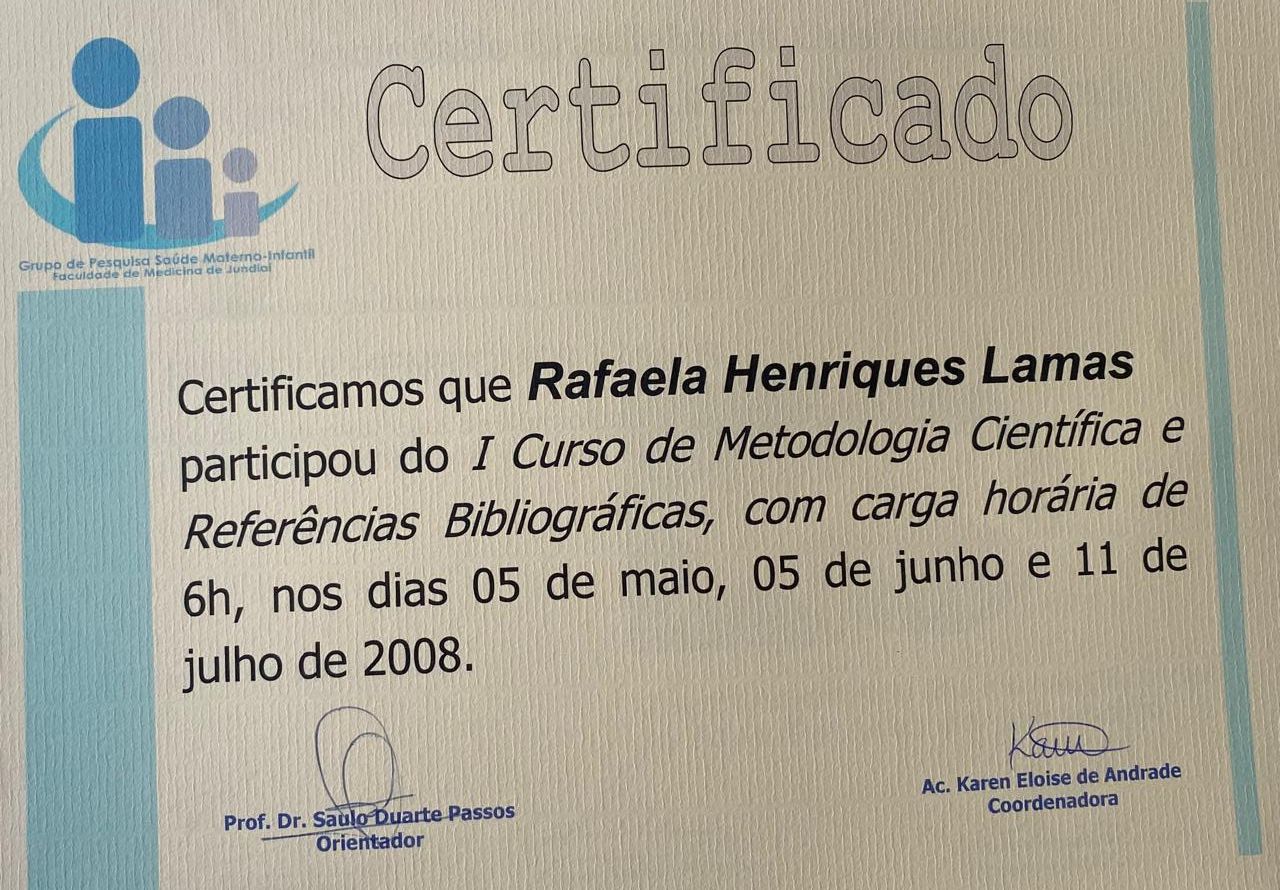 Certificado
Grupo de Pesquisa Saúde Materno-Infantil
Faculdade de Medicina de Jundiaí
Certificamos que Rafaela Henriques Lamas
participou do I Curso de Metodologia Científica e
Referências Bibliográficas, com carga horária de
6h, nos dias 05 de maio, 05 de junho e 11 de
julho de 2008.
Prof. Dr. Saulo Duarte Passos
Orientador
Karen
Ac. Karen Eloise de Andrade
Coordenadora